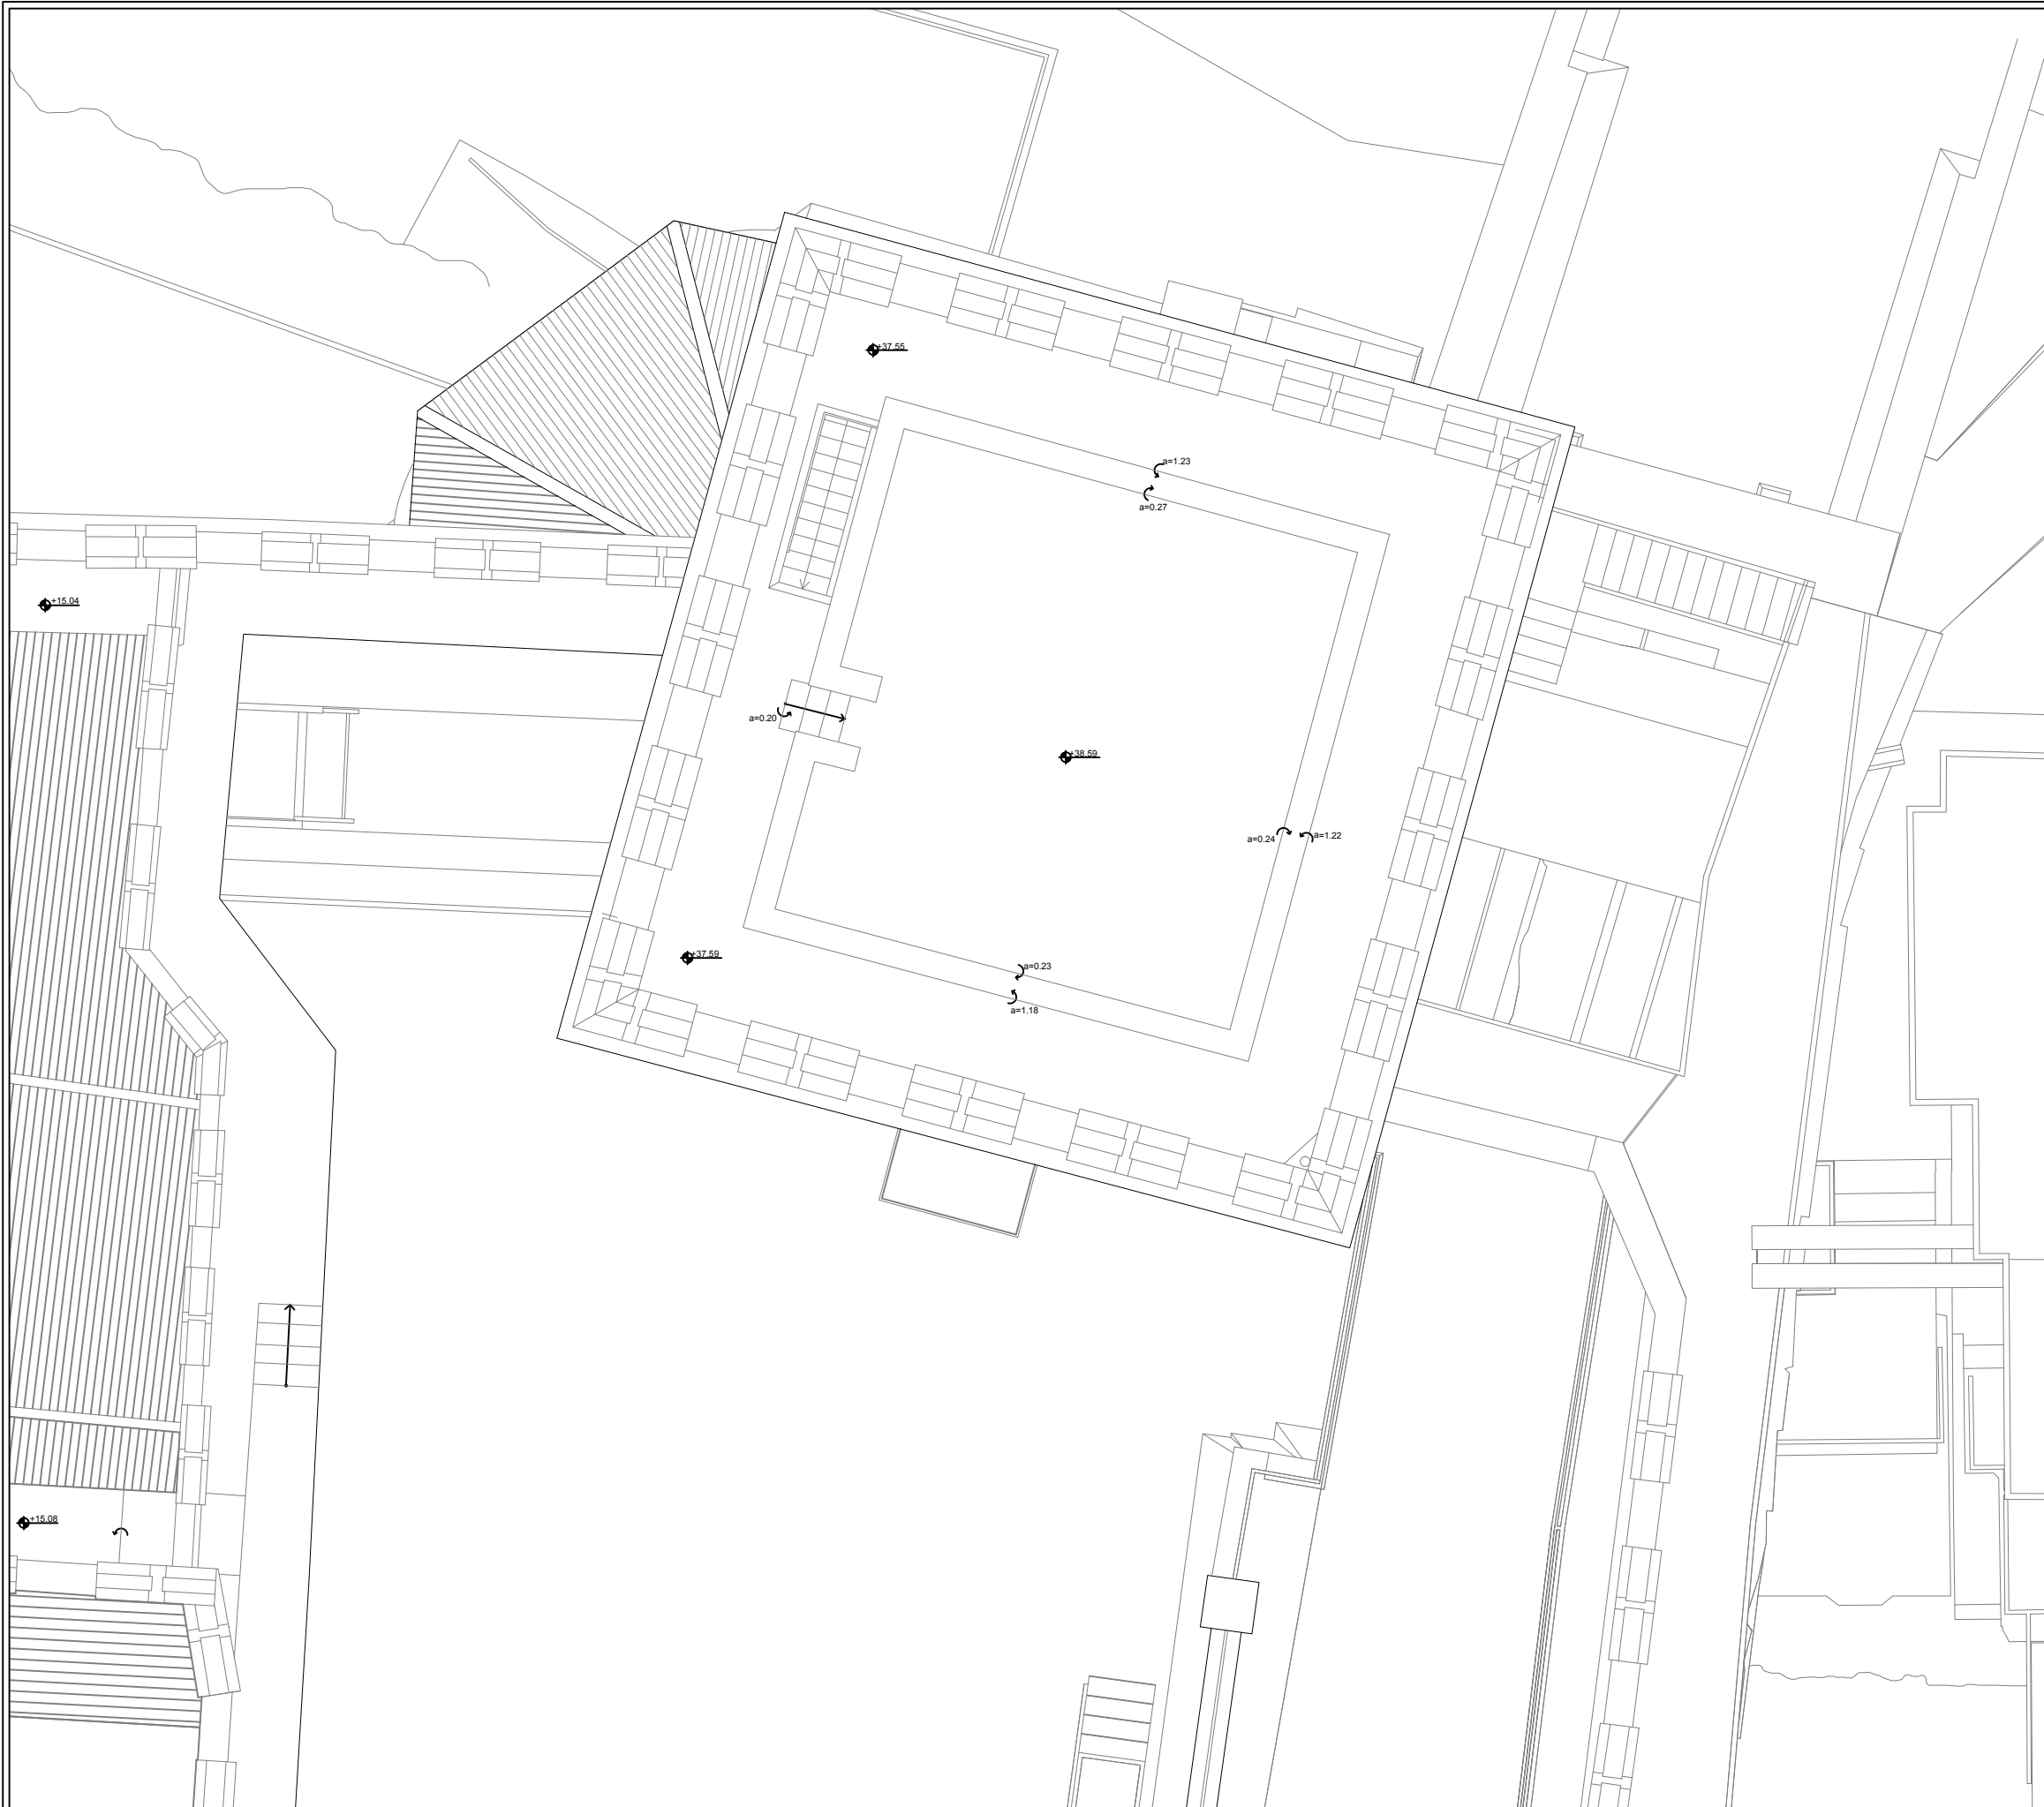 +37.55
a=1.23
a=0.27
+15.04
a=0.20
+38.59
a=0.24
a=1.22
+37.59
a=0.23
a=1.18
+15.08